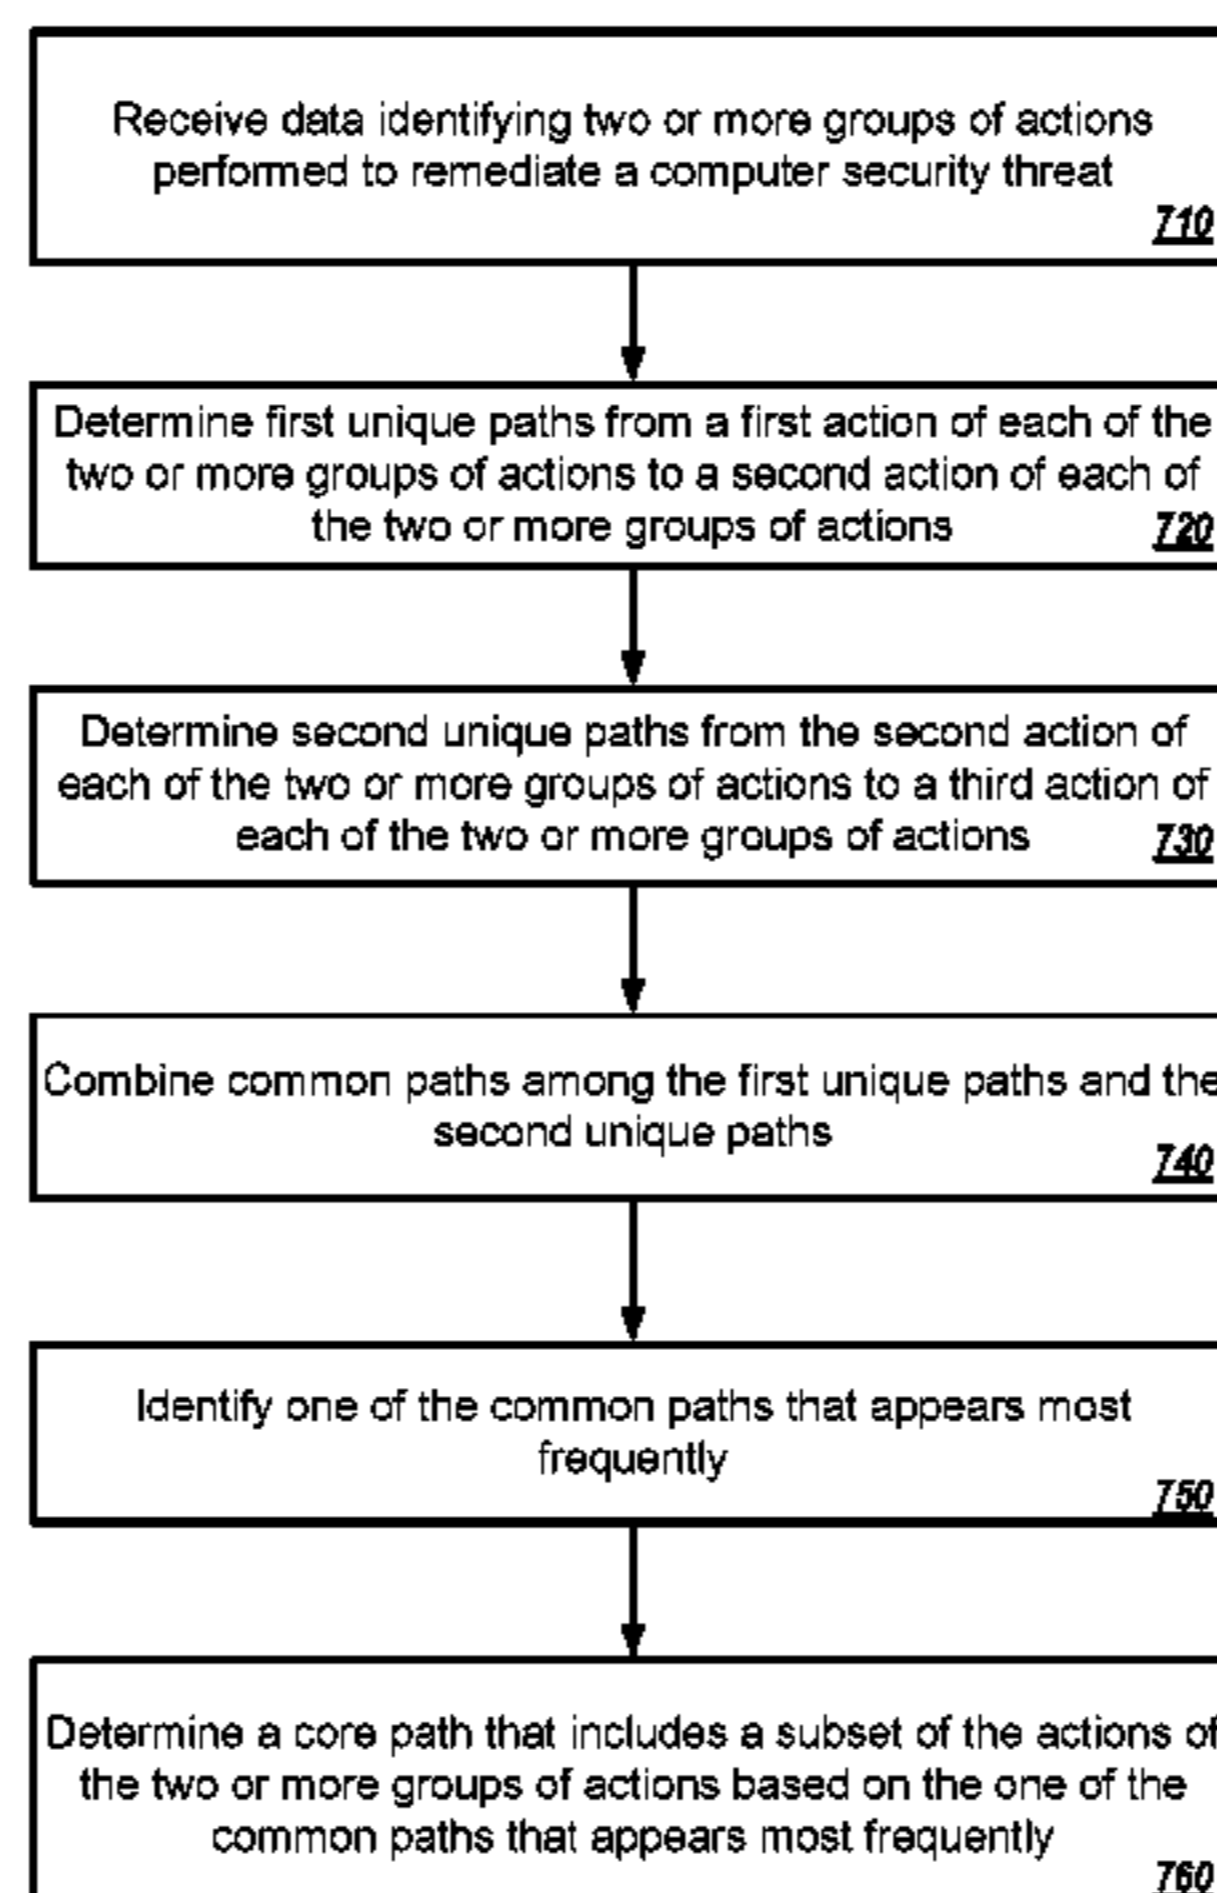 Receive data identifying two or more groups of actions
performed to remediate a computer security threat
710
Determine first unique paths from a first action of each of the
two or more groups of actions to a second action of each of
the two or more groups of actions
720
Determine second unique paths from the second action of
each of the two or more groups of actions to a third action of
each of the two or more groups of actions
730
Combine common paths among the first unique paths and the
second unique paths
740
Identify one of the common paths that appears most
frequently
750
Determine a core path that includes a subset of the actions of
the two or more groups of actions based on the one of the
common paths that appears most frequently
760